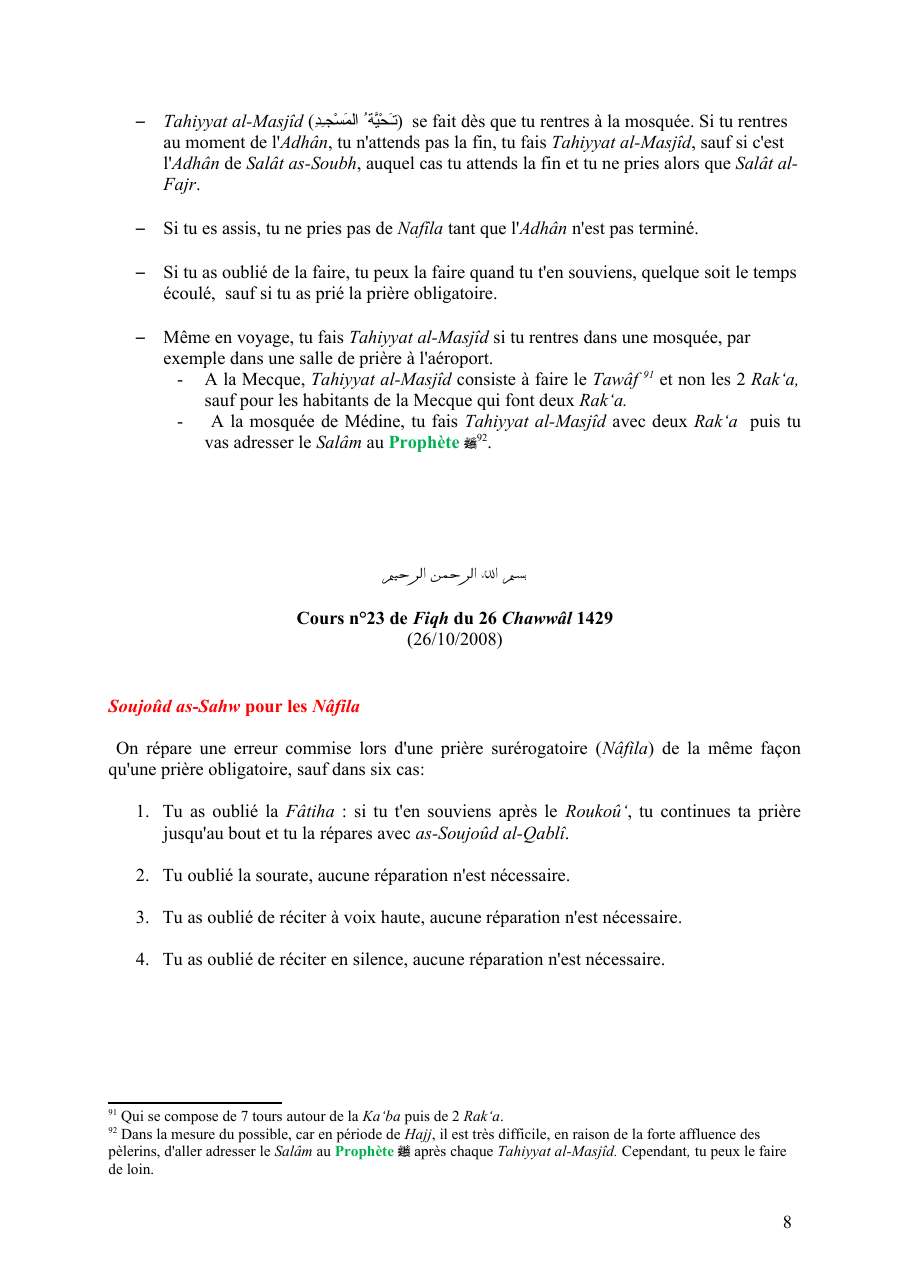 – Tahiyyat al-Masjîd (تَـحْيَّةُ المَسْجِـدِ) se fait dès que tu rentres à la mosquée. Si tu rentres
au moment de l'Adhân, tu n'attends pas la fin, tu fais Tahiyyat al-Masjîd, sauf si c'est
l'Adhân de Salât as-Soubh, auquel cas tu attends la fin et tu ne pries alors que Salât al-
Fajr.
– Si tu es assis, tu ne pries pas de Nafîla tant que l'Adhân n'est pas terminé.
– Si tu as oublié de la faire, tu peux la faire quand tu t'en souviens, quelque soit le temps
écoulé, sauf si tu as prié la prière obligatoire.
– Même en voyage, tu fais Tahiyyat al-Masjîd si tu rentres dans une mosquée, par
exemple dans une salle de prière à l'aéroport.
- A la Mecque, Tahiyyat al-Masjîd consiste à faire le Tawâf 91 et non les 2 Rak‘a,
sauf pour les habitants de la Mecque qui font deux Rak‘a.
- A la mosquée de Médine, tu fais Tahiyyat al-Masjîd avec deux Rak‘a puis tu
vas adresser le Salâm au Prophète ﷺ92.
بسم الله الرحمن الرحيم
Cours n°23 de Fiqh du 26 Chawwâl 1429
(26/10/2008)
Soujoûd as-Sahw pour les Nâfila
On répare une erreur commise lors d'une prière surérogatoire (Nâfila) de la même façon
qu'une prière obligatoire, sauf dans six cas:
1. Tu as oublié la Fâtiha : si tu t'en souviens après le Roukoû‘, tu continues ta prière
jusqu'au bout et tu la répares avec as-Soujoûd al-Qablî.
2. Tu oublié la sourate, aucune réparation n'est nécessaire.
3. Tu as oublié de réciter à voix haute, aucune réparation n'est nécessaire.
4. Tu as oublié de réciter en silence, aucune réparation n'est nécessaire.
91 Qui se compose de 7 tours autour de la Ka‘ba puis de 2 Rak‘a.
92 Dans la mesure du possible, car en période de Hajj, il est très difficile, en raison de la forte affluence des
pèlerins, d'aller adresser le Salâm au Prophète ﷺ après chaque Tahiyyat al-Masjîd. Cependant, tu peux le faire
de loin.
8